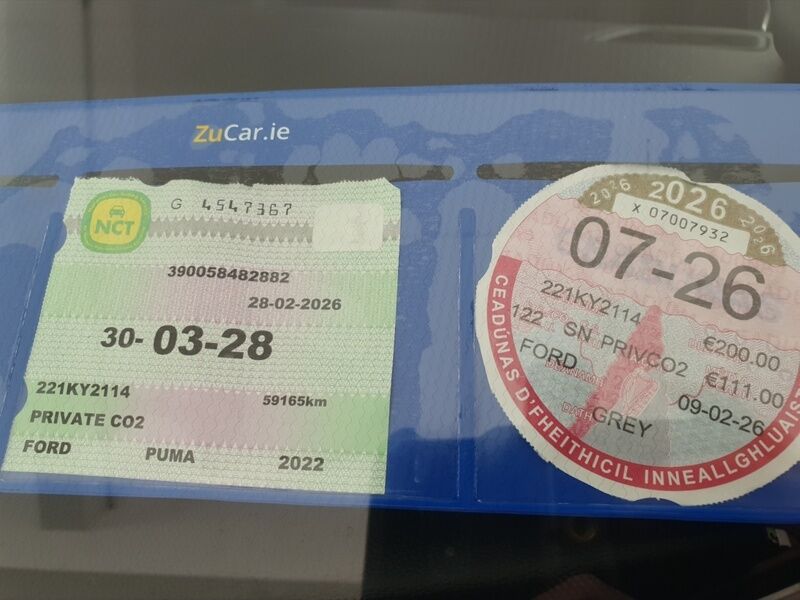 ZuCar.ie
NCT
G 4547367
390058482882
28-02-2026
30-03-28
221KY2114
59165km
PRIVATE CO2
FORD PUMA 2022
2026 2026 2026
X 07007932
07-26
221KY2114
122 SN PRIVCO2 €200.00
FORD €111.00
GREY 09-02-26
CEADÚNAS D'FHEITHICIL INNEALLGHLUAIST